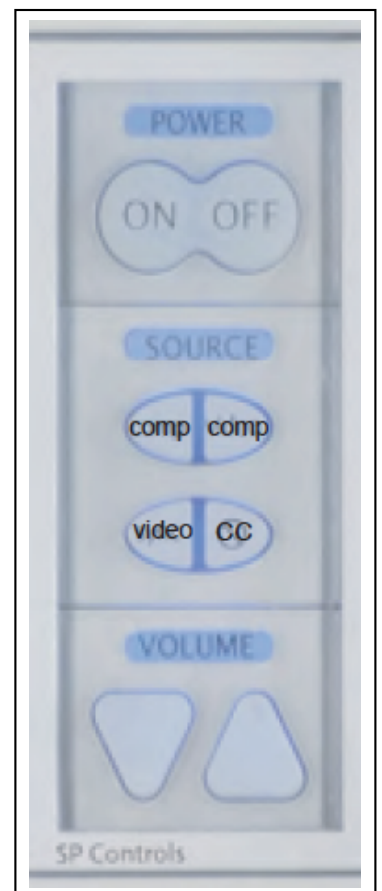 POWER
ON OFF
SOURCE
comp comp
video CC
VOLUME
SP Controls